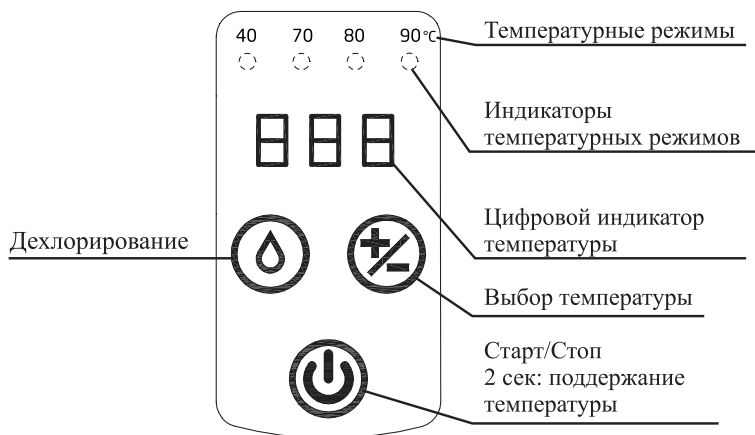 40 70 80 90°C
Температурные режимы
Индикаторы
температурных режимов
888
Цифровой индикатор
температуры
Дехлорирование
Выбор температуры
Старт/Стоп
2 сек: поддержание
температуры